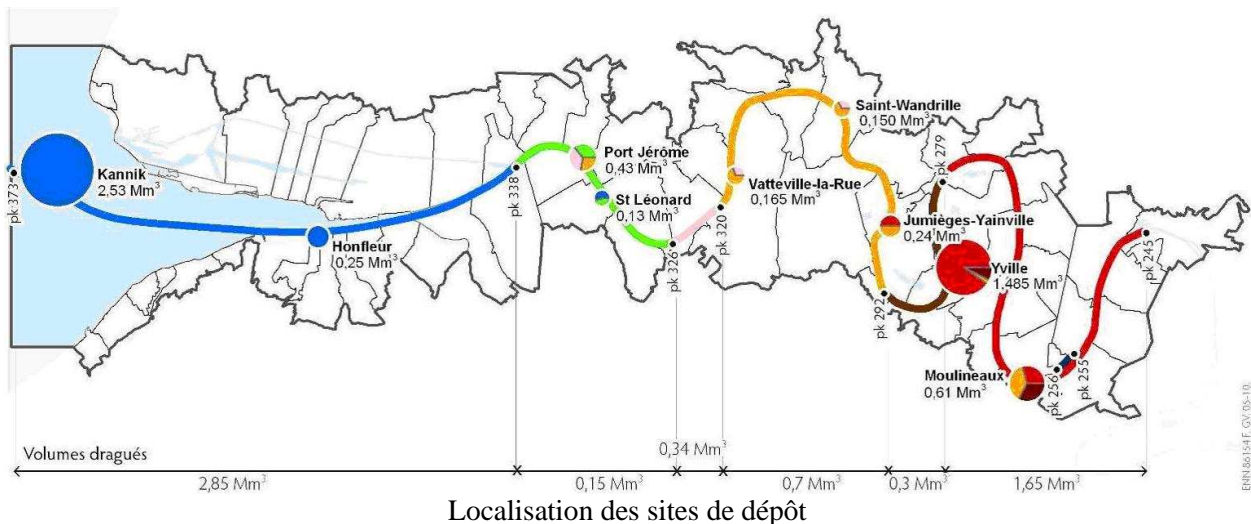 Saint-Wandrille
0,150 Mm³
pk 279
Port Jérôme
0,43 Mm³
Kannik
2,53 Mm³
pk 373
pk 338
St Léonard
0,13 Mm³
Vatteville-la-Rue
0,165 Mm³
pk 320
pk 326
Jumièges-Yainville
0,24 Mm³
Honfleur
0,25 Mm³
Yville
1,485 Mm³
pk 245
pk 292
Moulineaux
0,61 Mm³
pk 256
pk 255
Volumes dragués
0,34 Mm³
2,85 Mm³
0,15 Mm³
0,7 Mm³
0,3 Mm³
1,65 Mm³
Localisation des sites de dépôt